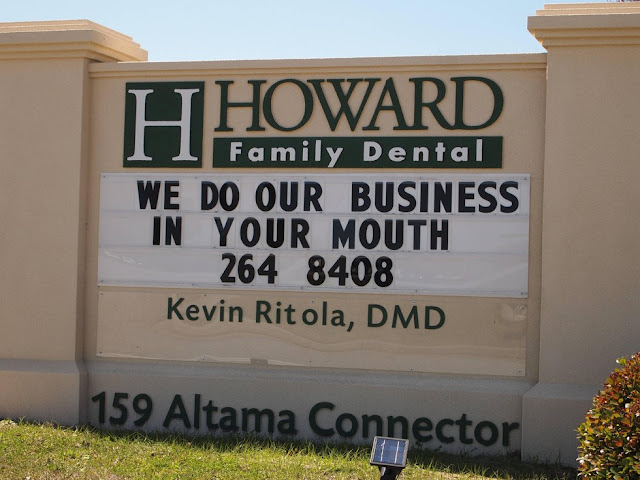 H HOWARD
Family Dental
WE DO OUR BUSINESS
IN YOUR MOUTH
264 8408
Kevin Ritola, DMD
159 Altama Connector